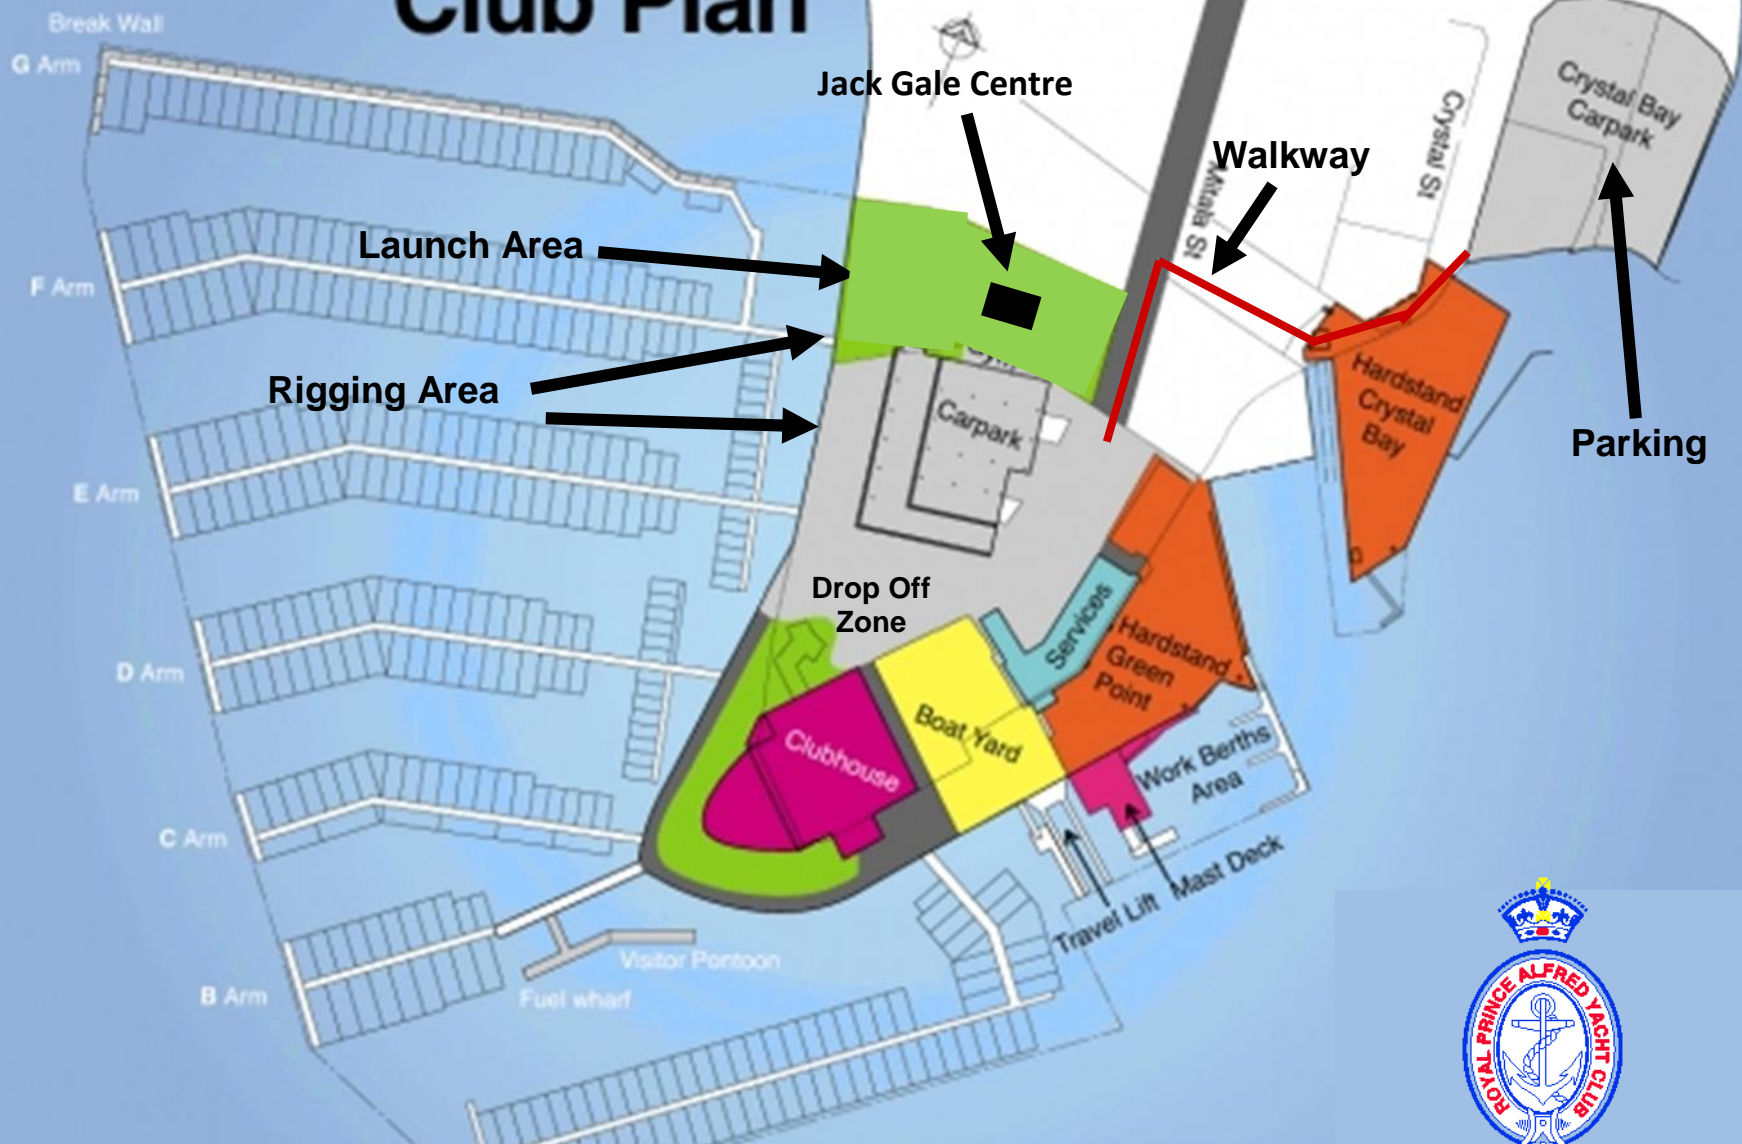 Club Plan
Break Wall
G Arm
Jack Gale Centre
Crystal Bay
Carpark
Crystal St
Walkway
Mitala St
Launch Area
F Arm
Rigging Area
Hardstand
Crystal
Bay
Carpark
Parking
E Arm
Drop Off
Zone
Services
Hardstand
Green
Point
D Arm
Boat Yard
Clubhouse
Work Berths
Area
C Arm
Mast Deck
Travel Lift
Visitor Pontoon
Fuel wharf
B Arm
ROYAL PRINCE ALFRED YACHT CLUB